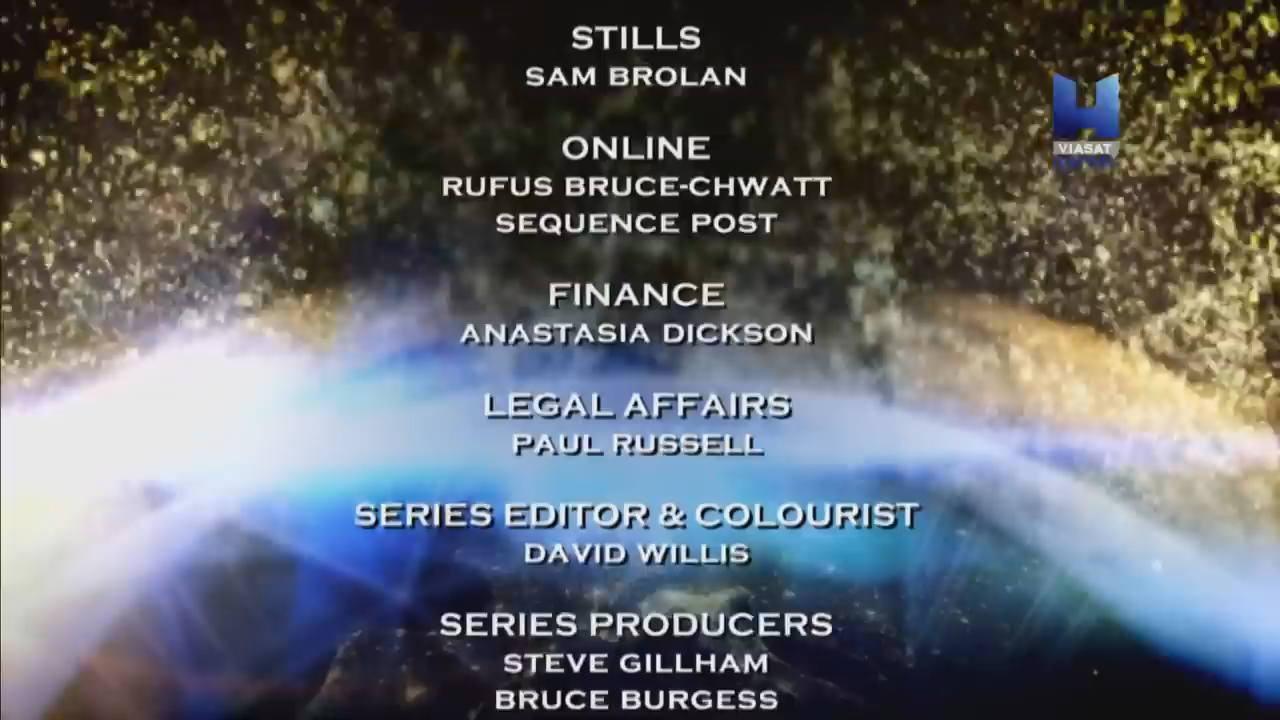 STILLS
SAM BROLAN
ONLINE
RUFUS BRUCE-CHWATT
SEQUENCE POST
FINANCE
ANASTASIA DICKSON
LEGAL AFFAIRS
PAUL RUSSELL
SERIES EDITOR & COLOURIST
DAVID WILLIS
SERIES PRODUCERS
STEVE GILLHAM
BRUCE BURGESS
VIASAT